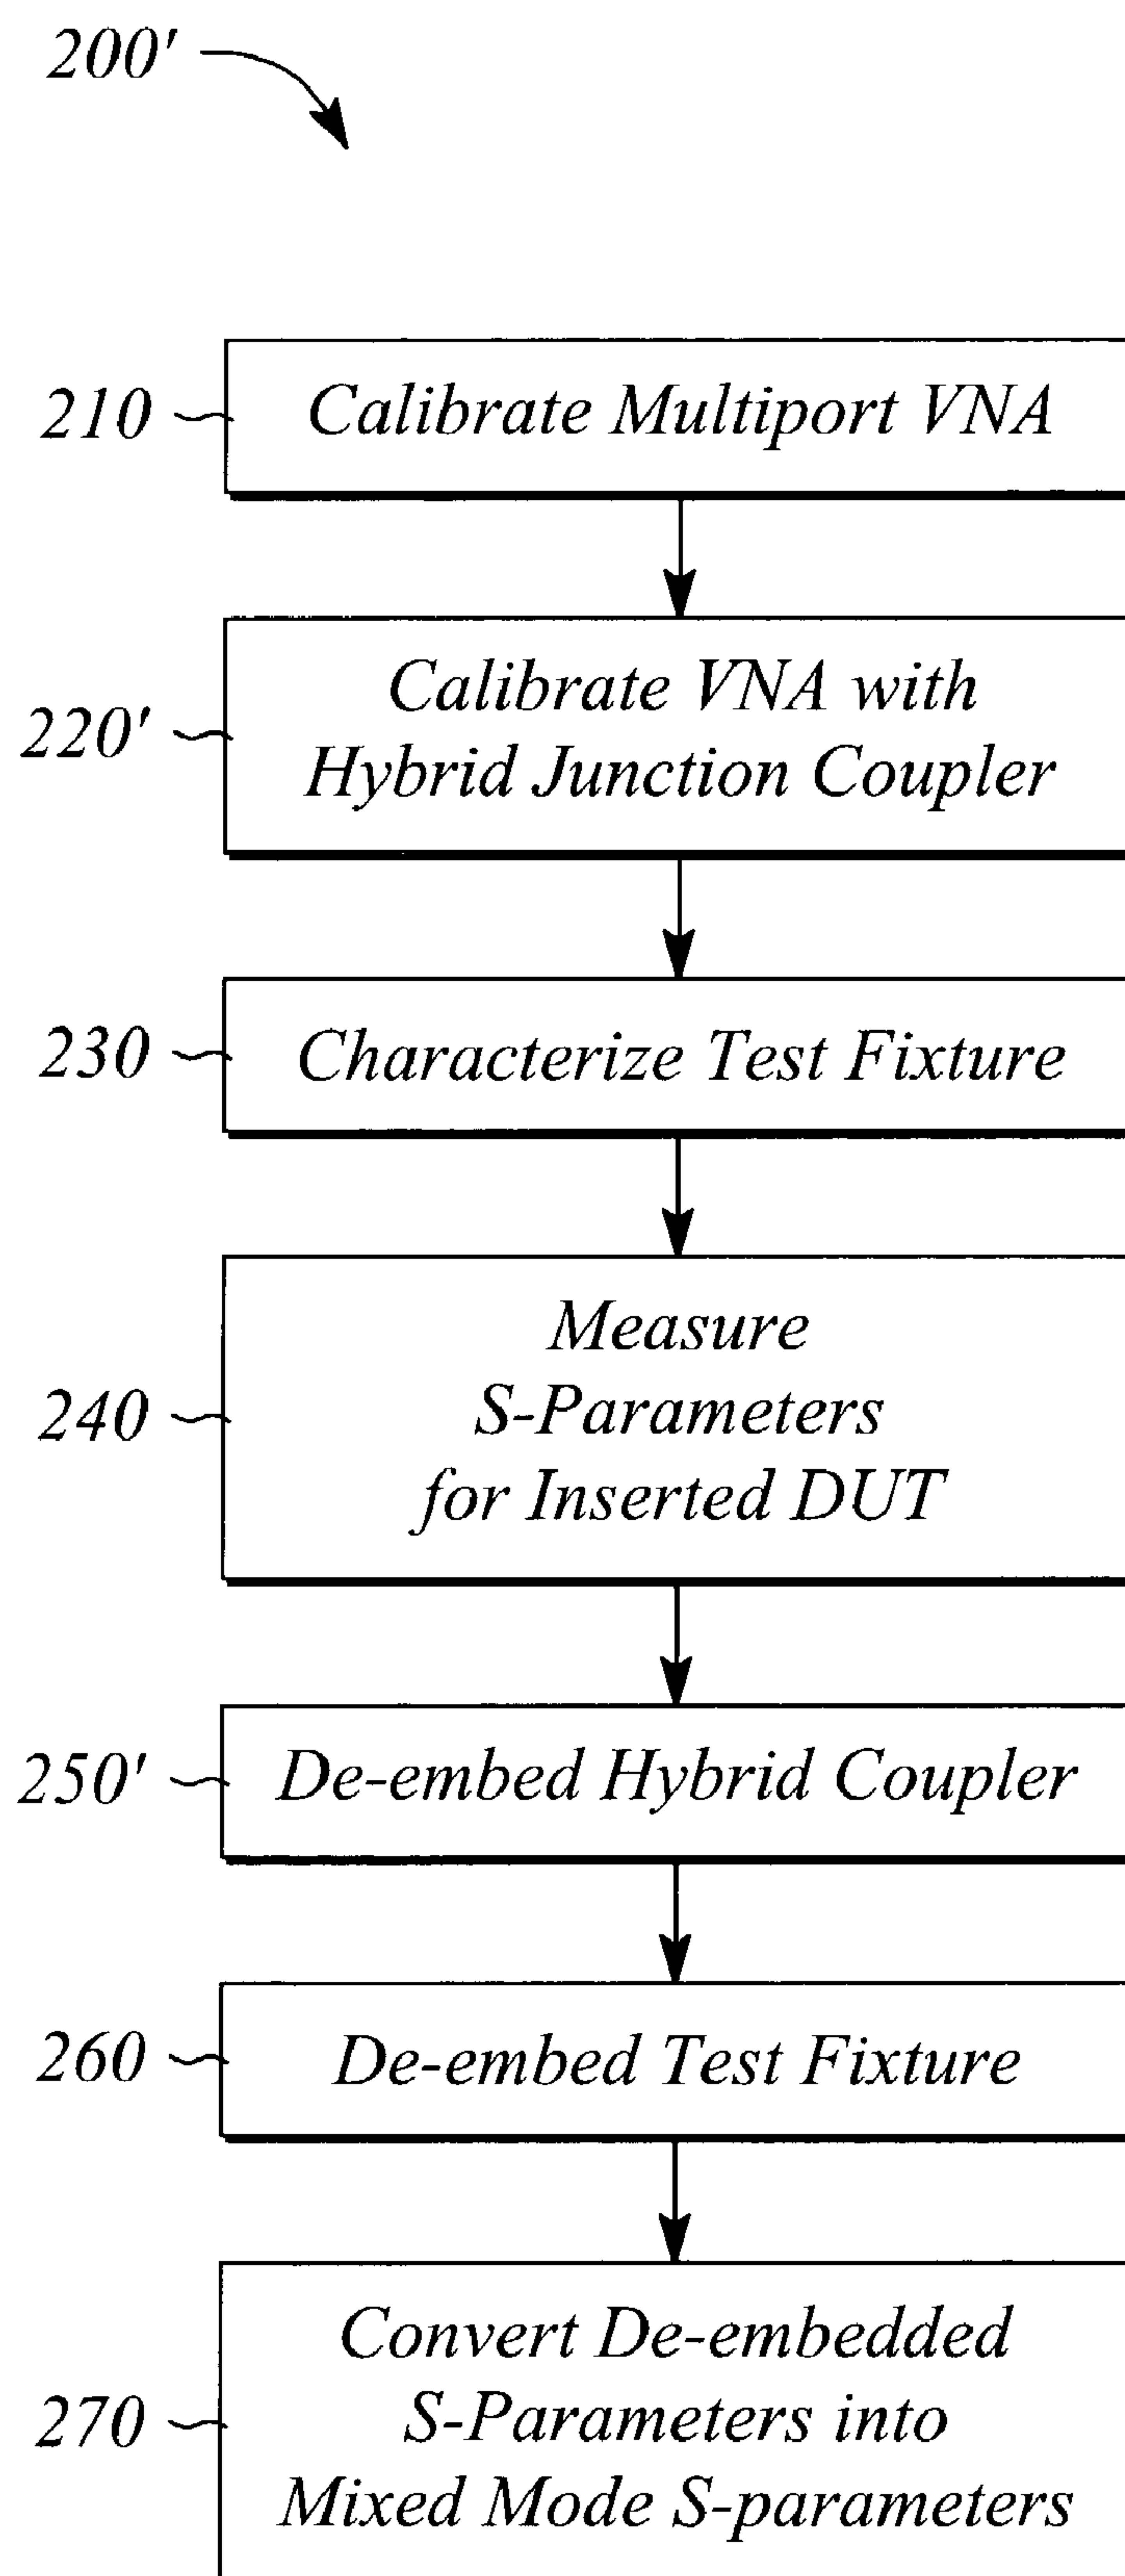 200'
210
Calibrate Multiport VNA
220'
Calibrate VNA with
Hybrid Junction Coupler
230
Characterize Test Fixture
240
Measure
S-Parameters
for Inserted DUT
250'
De-embed Hybrid Coupler
260
De-embed Test Fixture
270
Convert De-embedded
S-Parameters into
Mixed Mode S-parameters